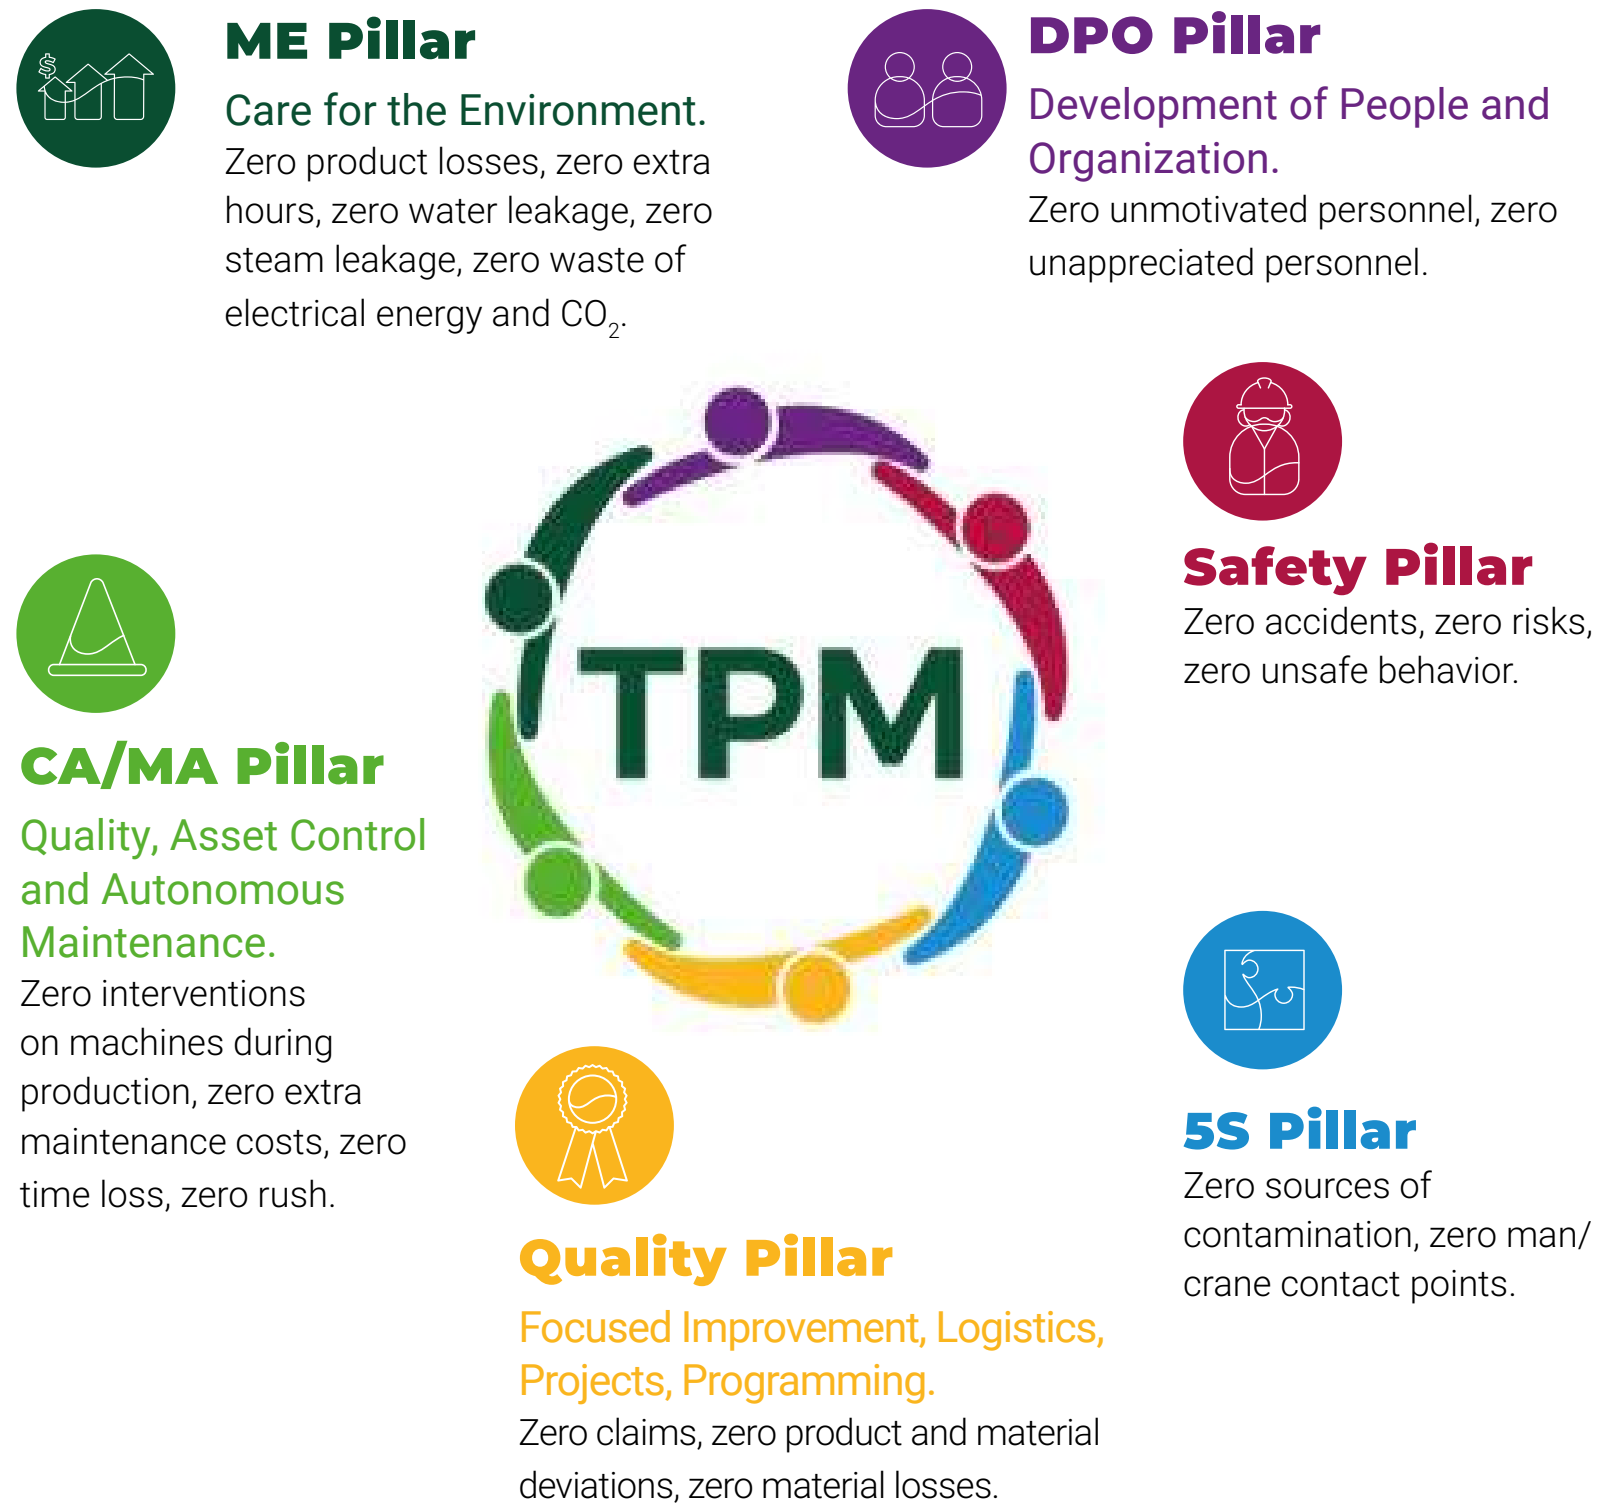 ME Pillar
Care for the Environment.
Zero product losses, zero extra
hours, zero water leakage, zero
steam leakage, zero waste of
electrical energy and CO₂.
$
DPO Pillar
Development of People and
Organization.
Zero unmotivated personnel, zero
unappreciated personnel.
Safety Pillar
Zero accidents, zero risks,
zero unsafe behavior.
TPM
CA/MA Pillar
Quality, Asset Control
and Autonomous
Maintenance.
Zero interventions
on machines during
production, zero extra
maintenance costs, zero
time loss, zero rush.
5S Pillar
Zero sources of
contamination, zero man/
crane contact points.
Quality Pillar
Focused Improvement, Logistics,
Projects, Programming.
Zero claims, zero product and material
deviations, zero material losses.